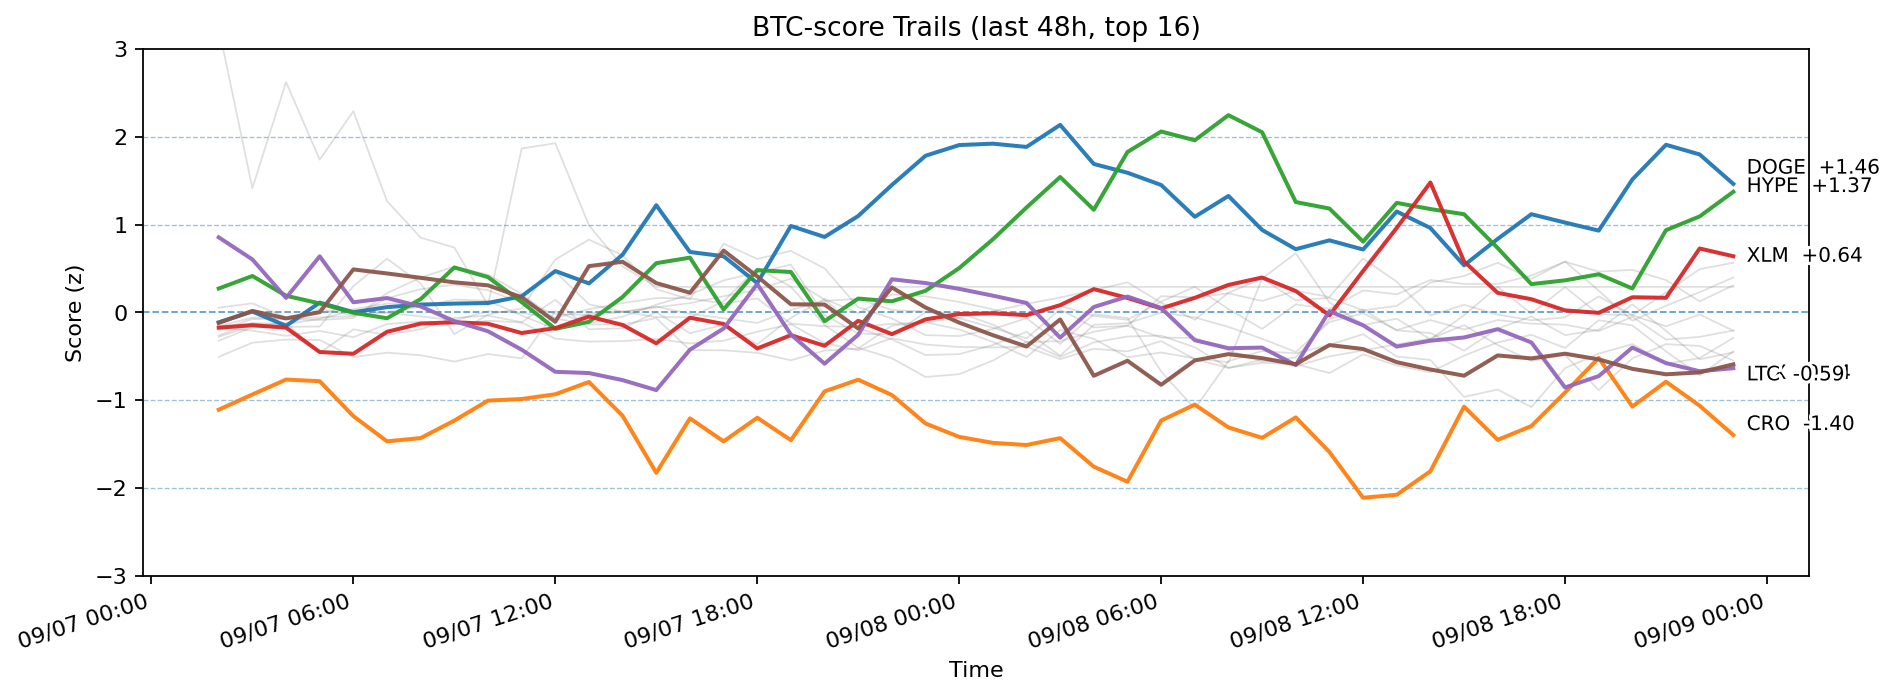 BTC-score Trails (last 48h, top 16)
Score (z)
3
2
1
0
−1
−2
−3
DOGE +1.46
HYPE +1.37
XLM +0.64
LTC -0.59
CRO -1.40
09/07 00:00
09/07 06:00
09/07 12:00
09/07 18:00
09/08 00:00
09/08 06:00
09/08 12:00
09/08 18:00
09/09 00:00
Time